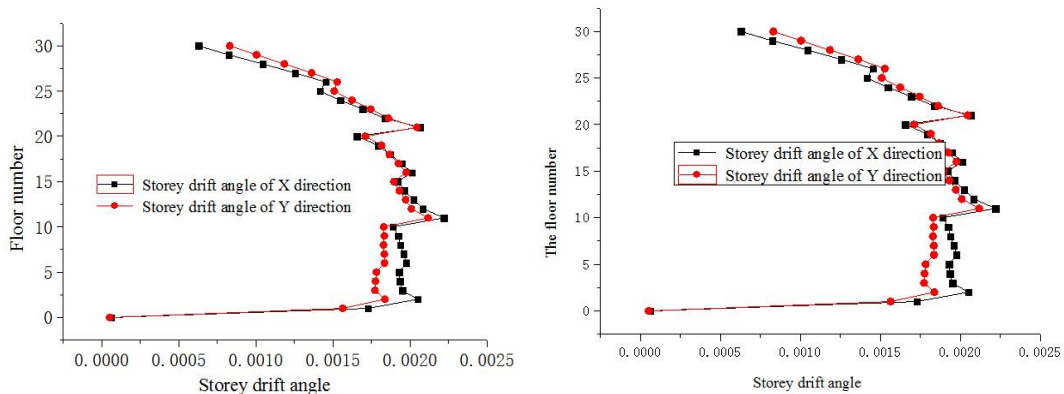 30
25
20
15
10
5
0
Floor number
Storey drift angle of X direction
Storey drift angle of Y direction
0.0000 0.0005 0.0010 0.0015 0.0020 0.0025
Storey drift angle
30
25
20
15
10
5
0
The floor number
Storey drift angle of X direction
Storey drift angle of Y direction
0.0000 0.0005 0.0010 0.0015 0.0020 0.0025
Storey drift angle